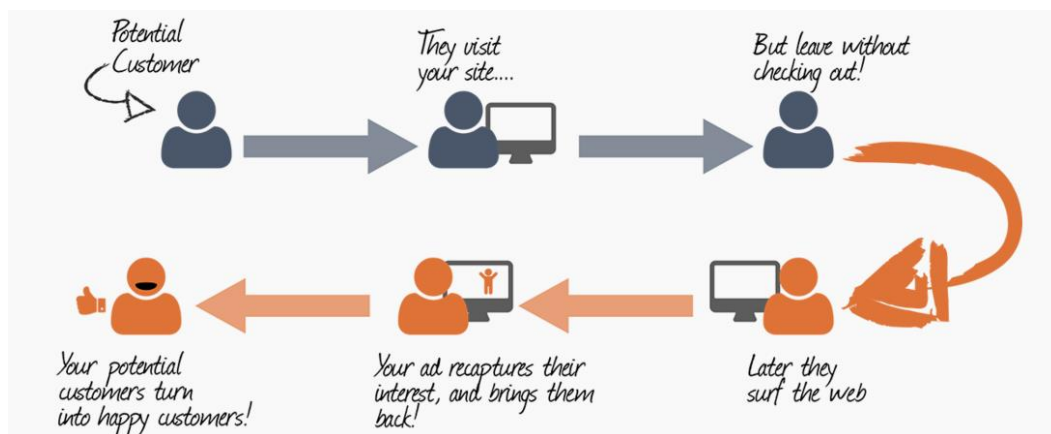 Potential
Customer
They visit
your site....
But leave without
checking out!
Later they
surf the web
Your ad recaptures their
interest, and brings them
back!
Your potential
customers turn
into happy customers!